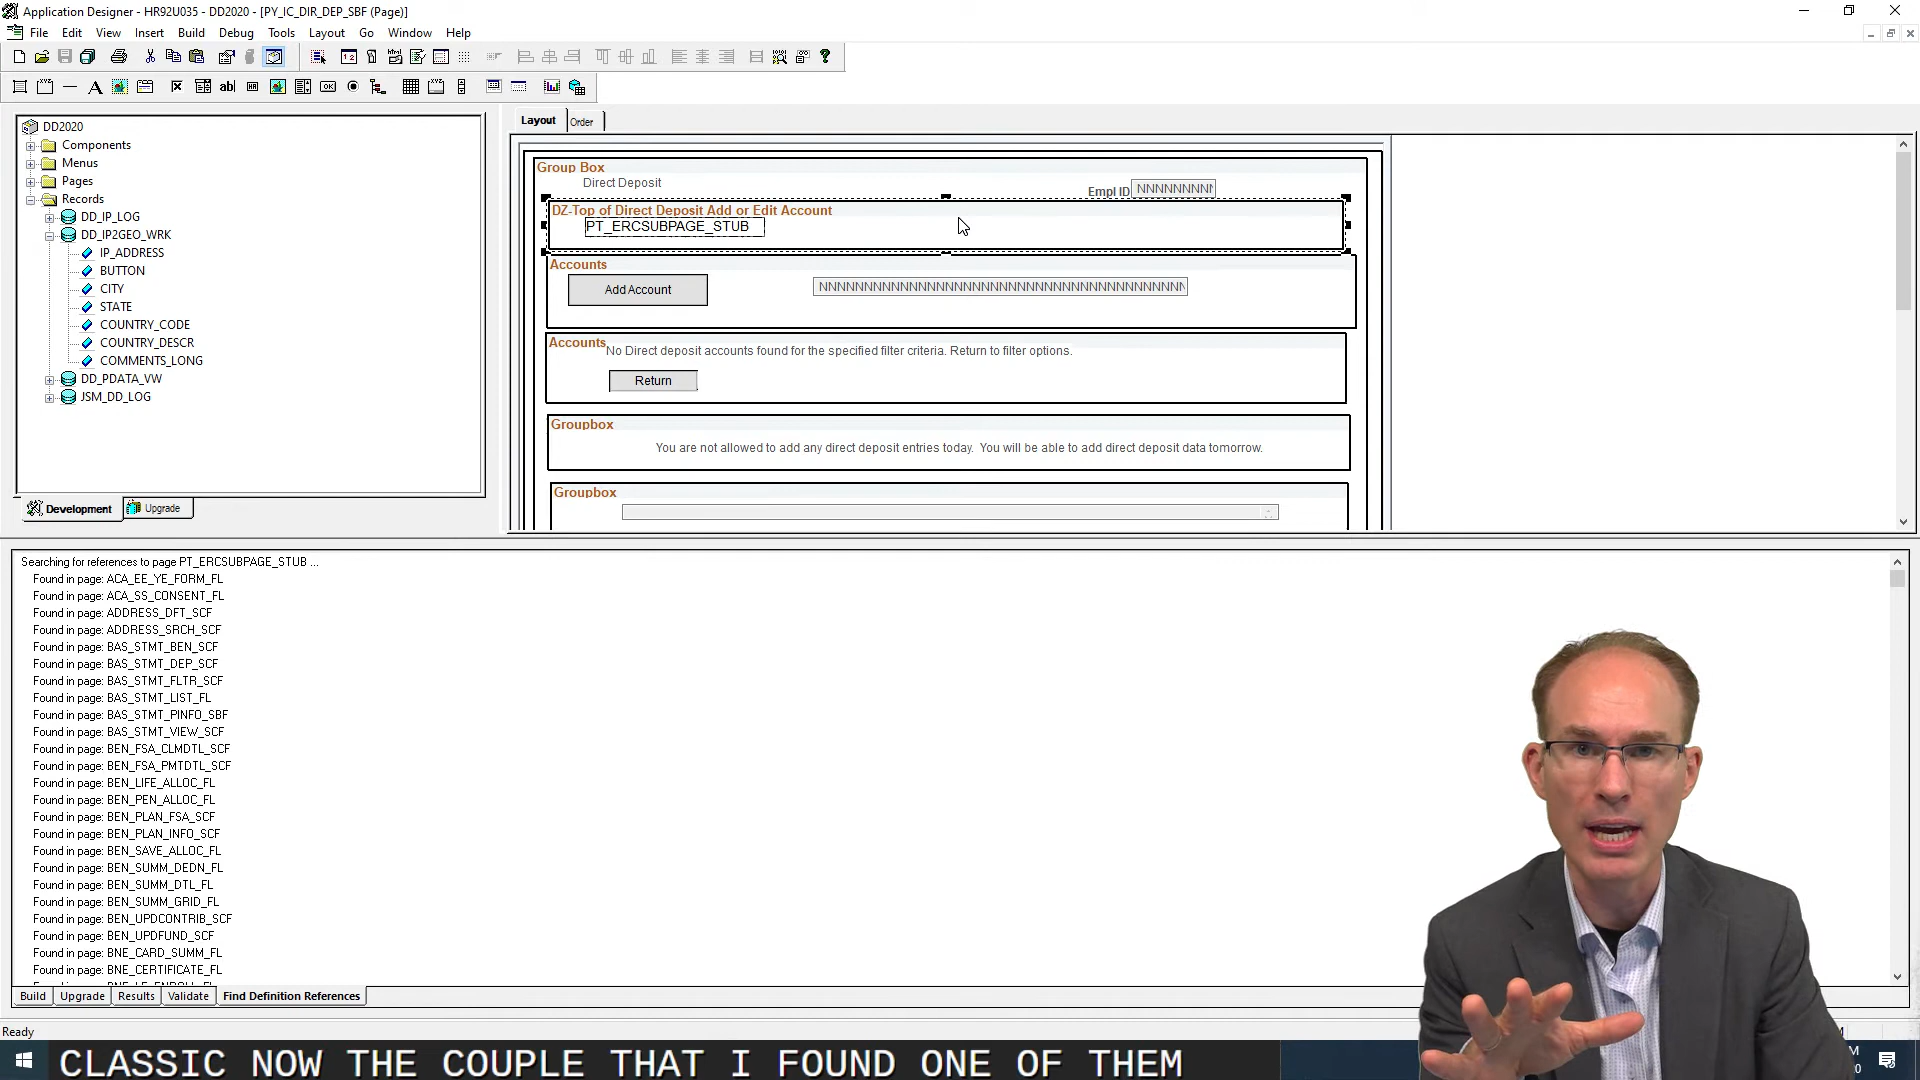 Application Designer - HR92U035 - DD2020 - [PY_IC_DIR_DEP_SBF (Page)]
File Edit View Insert Build Debug Tools Layout Go Window Help
DD2020
Components
Menus
Pages
Records
DD_IP_LOG
DD_IP2GEO_WRK
IP_ADDRESS
BUTTON
CITY
STATE
COUNTRY_CODE
COUNTRY_DESCR
COMMENTS_LONG
DD_PDATA_VW
JSM_DD_LOG
Development Upgrade
Layout Order
Group Box
Direct Deposit
Empl ID NNNNNNNNN
DZ-Top of Direct Deposit Add or Edit Account
PT_ERCSUBPAGE_STUB
Accounts
Add Account
Accounts
No Direct deposit accounts found for the specified filter criteria. Return to filter options.
Return
Groupbox
You are not allowed to add any direct deposit entries today. You will be able to add direct deposit data tomorrow.
Groupbox
Searching for references to page PT_ERCSUBPAGE_STUB ...
Found in page: ACA_EE_YE_FORM_FL
Found in page: ACA_SS_CONSENT_FL
Found in page: ADDRESS_DFT_SCF
Found in page: ADDRESS_SRCH_SCF
Found in page: BAS_STMT_BEN_SCF
Found in page: BAS_STMT_DEP_SCF
Found in page: BAS_STMT_FLTR_SCF
Found in page: BAS_STMT_LIST_FL
Found in page: BAS_STMT_PINFO_SBF
Found in page: BAS_STMT_VIEW_SCF
Found in page: BEN_FSA_CLMDTL_SCF
Found in page: BEN_FSA_PMTDTL_SCF
Found in page: BEN_LIFE_ALLOC_FL
Found in page: BEN_PEN_ALLOC_FL
Found in page: BEN_PLAN_FSA_SCF
Found in page: BEN_PLAN_INFO_SCF
Found in page: BEN_SAVE_ALLOC_FL
Found in page: BEN_SUMM_DEDN_FL
Found in page: BEN_SUMM_DTL_FL
Found in page: BEN_SUMM_GRID_FL
Found in page: BEN_UPDCONTRIB_SCF
Found in page: BEN_UPDFUND_SCF
Found in page: BNE_CARD_SUMM_FL
Found in page: BNE_CERTIFICATE_FL
Build Upgrade Results Validate Find Definition References
Ready
CLASSIC NOW THE COUPLE THAT I FOUND ONE OF THEM